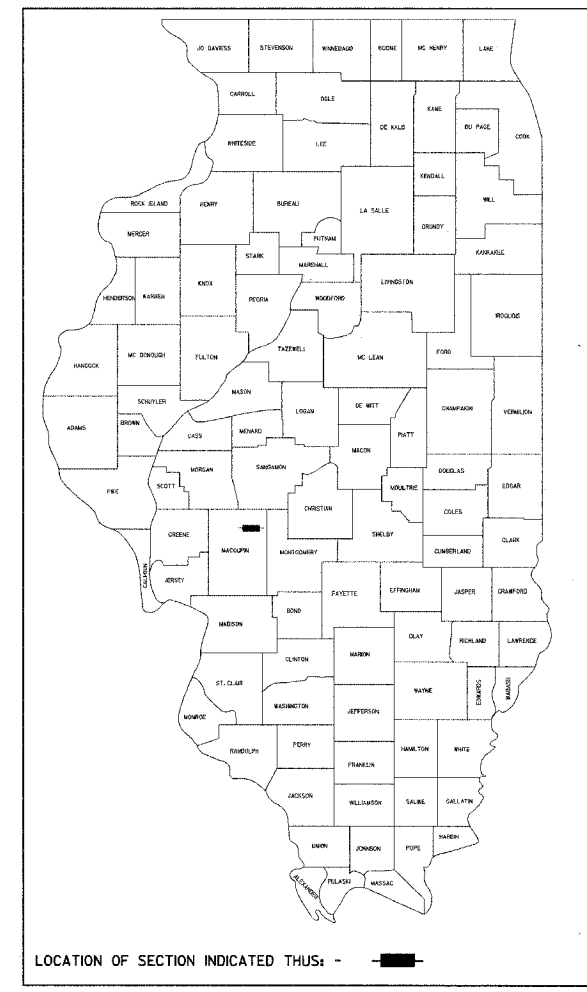 JO DAVIESS STEVENSON WINNEBAGO BOONE MC HENRY LAKE
CARROLL OGLE DE KALB KANE DU PAGE COOK
WHITESIDE LEE
KENDALL WILL
ROCK ISLAND HENRY BUREAU LA SALLE
MERCER PUTNAM GRUNDY
STARK MARSHALL KANKAKEE
HENDERSON WARREN KNOX PEORIA WOODFORD LIVINGSTON IROQUOIS
HANCOCK MC DONOUGH FULTON TAZEWELL MC LEAN FORD
MASON
SCHUYLER LOGAN DE WITT CHAMPAIGN VERMILION
ADAMS BROWN CASS MENARD PIATT
MORGAN SANGAMON MACON DOUGLAS
PIKE SCOTT MOULTRIE EDGAR
CHRISTIAN COLES
GREENE SHELBY
MACOUPIN MONTGOMERY CUMBERLAND CLARK
CALHOUN JERSEY FAYETTE EFFINGHAM JASPER CRAWFORD
BOND
MADISON CLAY RICHLAND LAWRENCE
CLINTON MARION
ST. CLAIR WAYNE EDWARDS WABASH
WASHINGTON JEFFERSON
MONROE
RANDOLPH PERRY HAMILTON WHITE
FRANKLIN
JACKSON WILLIAMSON SALINE GALLATIN
HARDIN
UNION JOHNSON POPE
ALEXANDER PULASKI MASSAC
LOCATION OF SECTION INDICATED THUS: -